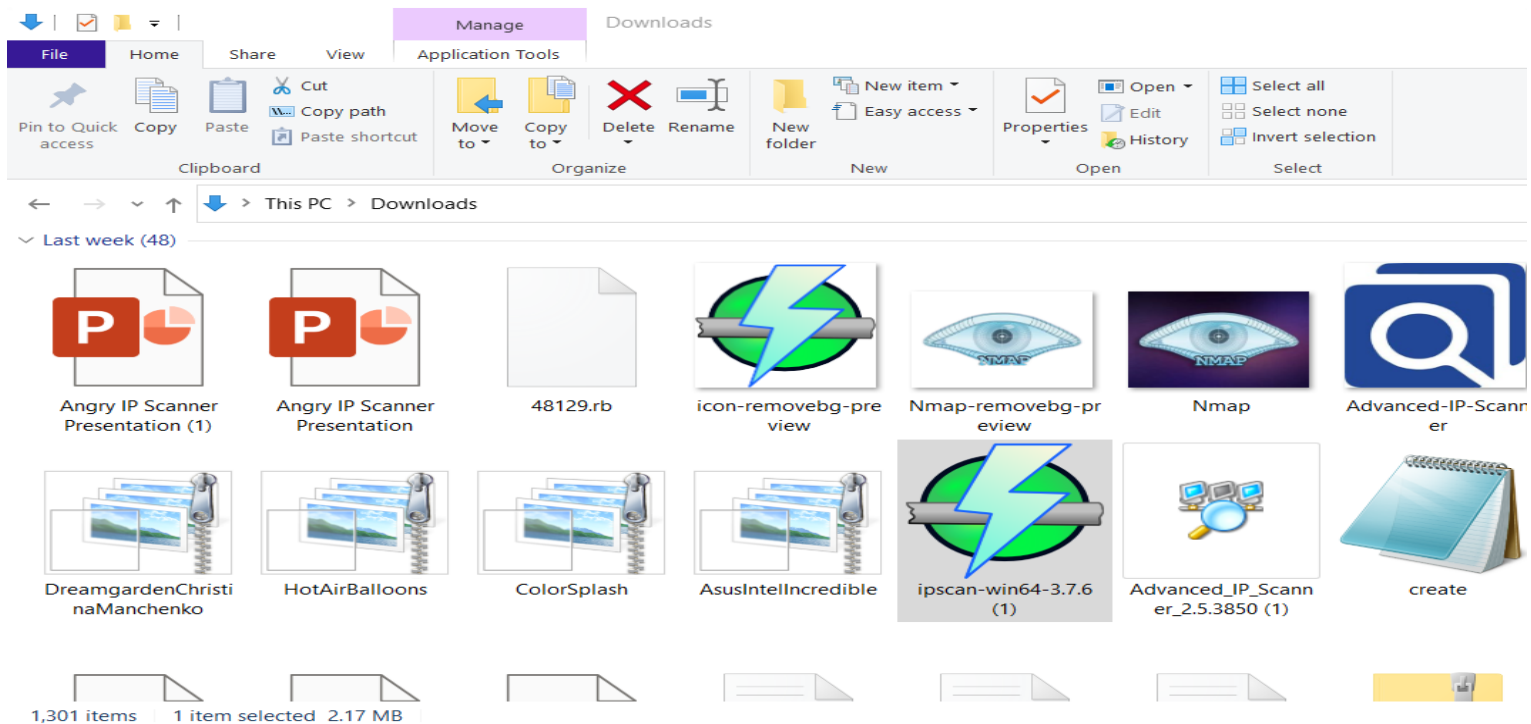 Manage
Downloads
File
Home
Share
View
Application Tools
Pin to Quick
access
Copy
Paste
Cut
Copy path
Paste shortcut
Clipboard
Move
to
Copy
to
Delete
Rename
Organize
New
folder
New item
Easy access
New
Properties
Open
Edit
History
Open
Select all
Select none
Invert selection
Select
This PC > Downloads
Last week (48)
Angry IP Scanner
Presentation (1)
Angry IP Scanner
Presentation
48129.rb
icon-removebg-pre
view
Nmap-removebg-pr
eview
Nmap
Advanced-IP-Scann
er
NMAP
NMAP
DreamgardenChristi
naManchenko
HotAirBalloons
ColorSplash
AsusIntelIncredible
ipscan-win64-3.7.6
(1)
Advanced_IP_Scann
er_2.5.3850 (1)
create
1,301 items
1 item selected 2.17 MB